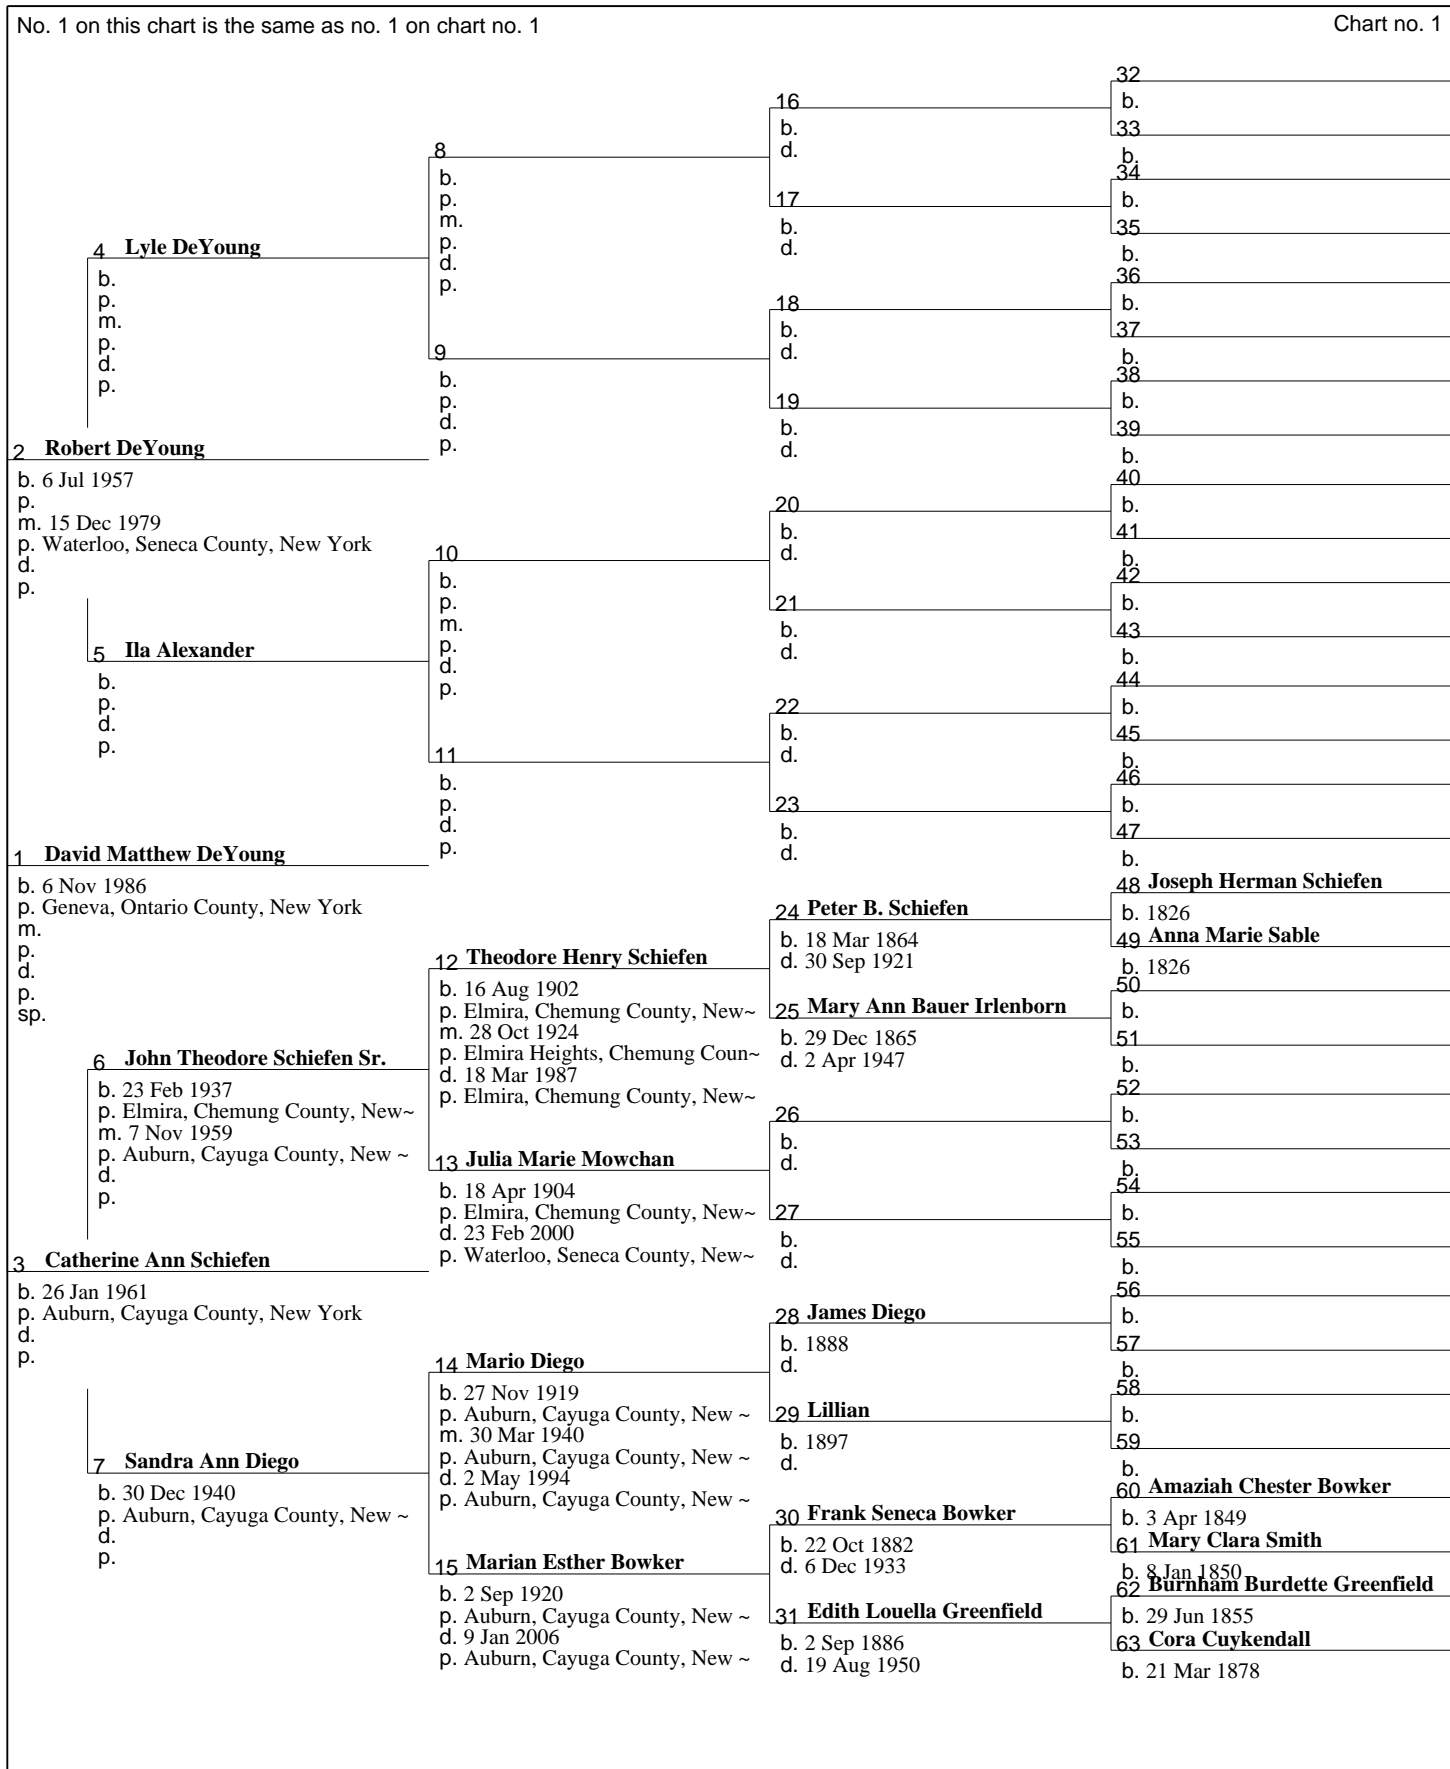 No. 1 on this chart is the same as no. 1 on chart no. 1
Chart no. 1
1 David Matthew DeYoung
b. 6 Nov 1986
p. Geneva, Ontario County, New York
m.
p.
d.
p.
sp.
2 Robert DeYoung
b. 6 Jul 1957
p.
m. 15 Dec 1979
p. Waterloo, Seneca County, New York
d.
p.
3 Catherine Ann Schiefen
b. 26 Jan 1961
p. Auburn, Cayuga County, New York
d.
p.
4 Lyle DeYoung
b.
p.
m.
p.
d.
p.
5 Ila Alexander
b.
p.
d.
p.
6 John Theodore Schiefen Sr.
b. 23 Feb 1937
p. Elmira, Chemung County, New~
m. 7 Nov 1959
p. Auburn, Cayuga County, New ~
d.
p.
7 Sandra Ann Diego
b. 30 Dec 1940
p. Auburn, Cayuga County, New ~
d.
p.
8
b.
p.
m.
p.
d.
p.
9
b.
p.
d.
p.
10
b.
p.
m.
p.
d.
p.
11
b.
p.
d.
p.
12 Theodore Henry Schiefen
b. 16 Aug 1902
p. Elmira, Chemung County, New~
m. 28 Oct 1924
p. Elmira Heights, Chemung Coun~
d. 18 Mar 1987
p. Elmira, Chemung County, New~
13 Julia Marie Mowchan
b. 18 Apr 1904
p. Elmira, Chemung County, New~
d. 23 Feb 2000
p. Waterloo, Seneca County, New~
14 Mario Diego
b. 27 Nov 1919
p. Auburn, Cayuga County, New ~
m. 30 Mar 1940
p. Auburn, Cayuga County, New ~
d. 2 May 1994
p. Auburn, Cayuga County, New ~
15 Marian Esther Bowker
b. 2 Sep 1920
p. Auburn, Cayuga County, New ~
d. 9 Jan 2006
p. Auburn, Cayuga County, New ~
16
b.
d.
17
b.
d.
18
b.
d.
19
b.
d.
20
b.
d.
21
b.
d.
22
b.
d.
23
b.
d.
24 Peter B. Schiefen
b. 18 Mar 1864
d. 30 Sep 1921
25 Mary Ann Bauer Irlenborn
b. 29 Dec 1865
d. 2 Apr 1947
26
b.
d.
27
b.
d.
28 James Diego
b. 1888
d.
29 Lillian
b. 1897
d.
30 Frank Seneca Bowker
b. 22 Oct 1882
d. 6 Dec 1933
31 Edith Louella Greenfield
b. 2 Sep 1886
d. 19 Aug 1950
32
b.
33
b.
34
b.
35
b.
36
b.
37
b.
38
b.
39
b.
40
b.
41
b.
42
b.
43
b.
44
b.
45
b.
46
b.
47
b.
48 Joseph Herman Schiefen
b. 1826
49 Anna Marie Sable
b. 1826
50
b.
51
b.
52
b.
53
b.
54
b.
55
b.
56
b.
57
b.
58
b.
59
b.
60 Amaziah Chester Bowker
b. 3 Apr 1849
61 Mary Clara Smith
b. 8 Jan 1850
62 Burnham Burdette Greenfield
b. 29 Jun 1855
63 Cora Cuykendall
b. 21 Mar 1878